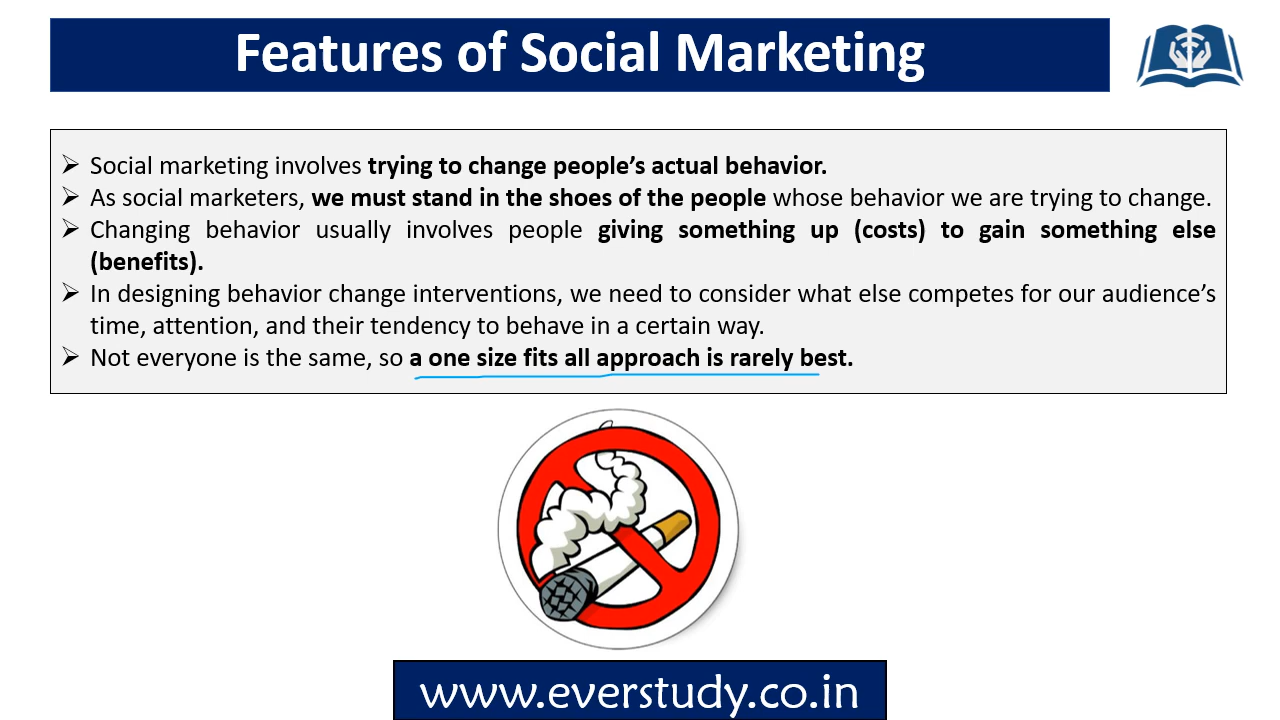 Features of Social Marketing
➢ Social marketing involves trying to change people’s actual behavior.
➢ As social marketers, we must stand in the shoes of the people whose behavior we are trying to change.
➢ Changing behavior usually involves people giving something up (costs) to gain something else
(benefits).
➢ In designing behavior change interventions, we need to consider what else competes for our audience’s
time, attention, and their tendency to behave in a certain way.
➢ Not everyone is the same, so a one size fits all approach is rarely best.
www.everstudy.co.in